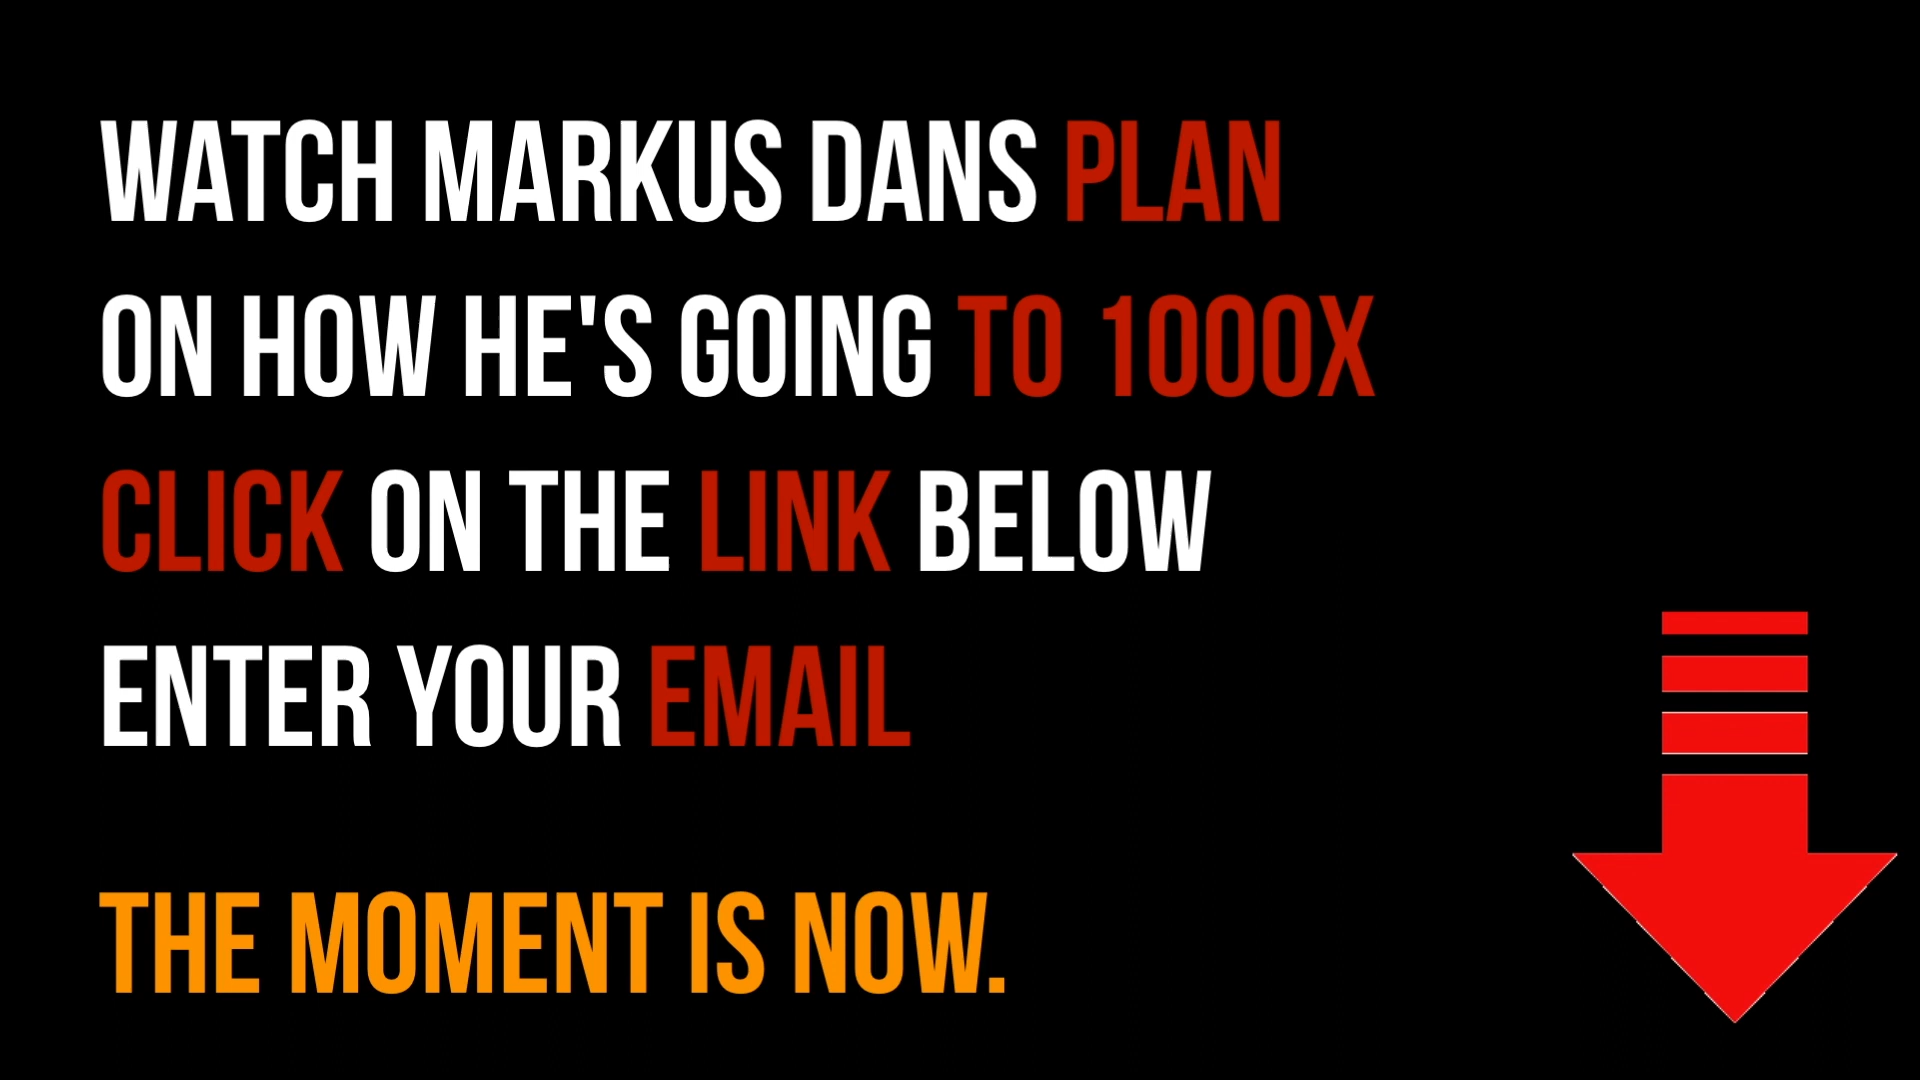 WATCH MARKUS DANS PLAN
ON HOW HE'S GOING TO 1000X
CLICK ON THE LINK BELOW
ENTER YOUR EMAIL
THE MOMENT IS NOW.